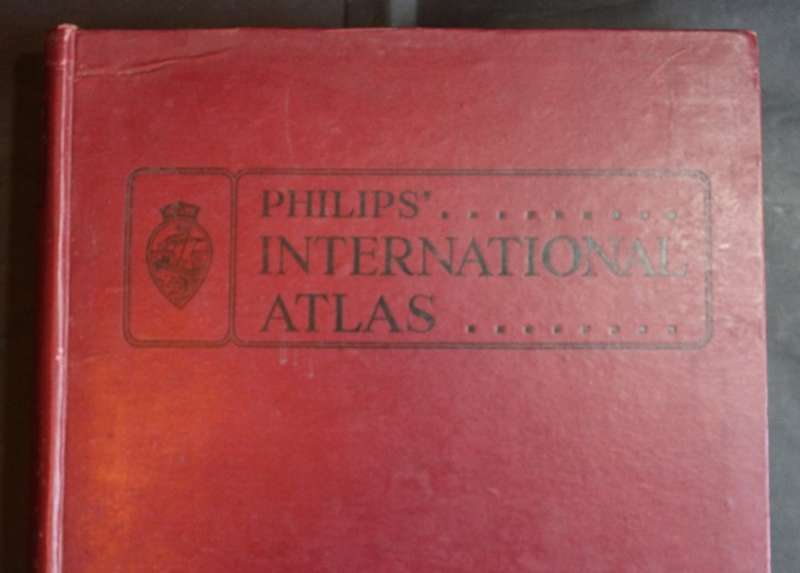 PHILIPS'
INTERNATIONAL
ATLAS